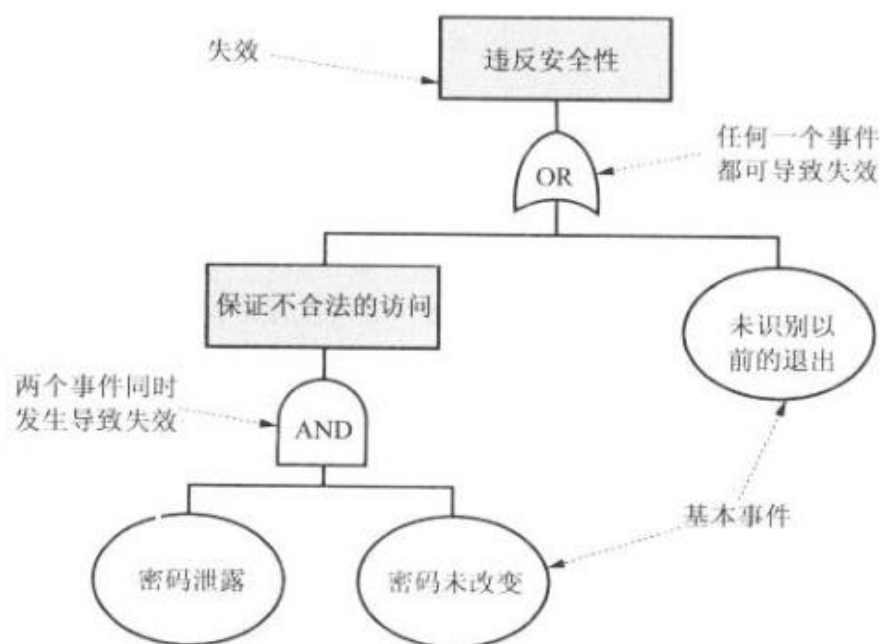 失效
违反安全性
任何一个事件
都可导致失效
OR
保证不合法的访问
未识别以
前的退出
两个事件同时
发生导致失效
AND
基本事件
密码泄露
密码未改变